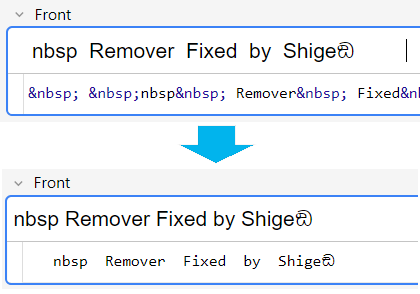 Front
nbsp  Remover  Fixed  by  Shigeඞ
&nbsp; &nbsp;nbsp&nbsp; Remover&nbsp; Fixed&n
Front
nbsp Remover Fixed by Shigeඞ
nbsp  Remover  Fixed  by  Shigeඞ